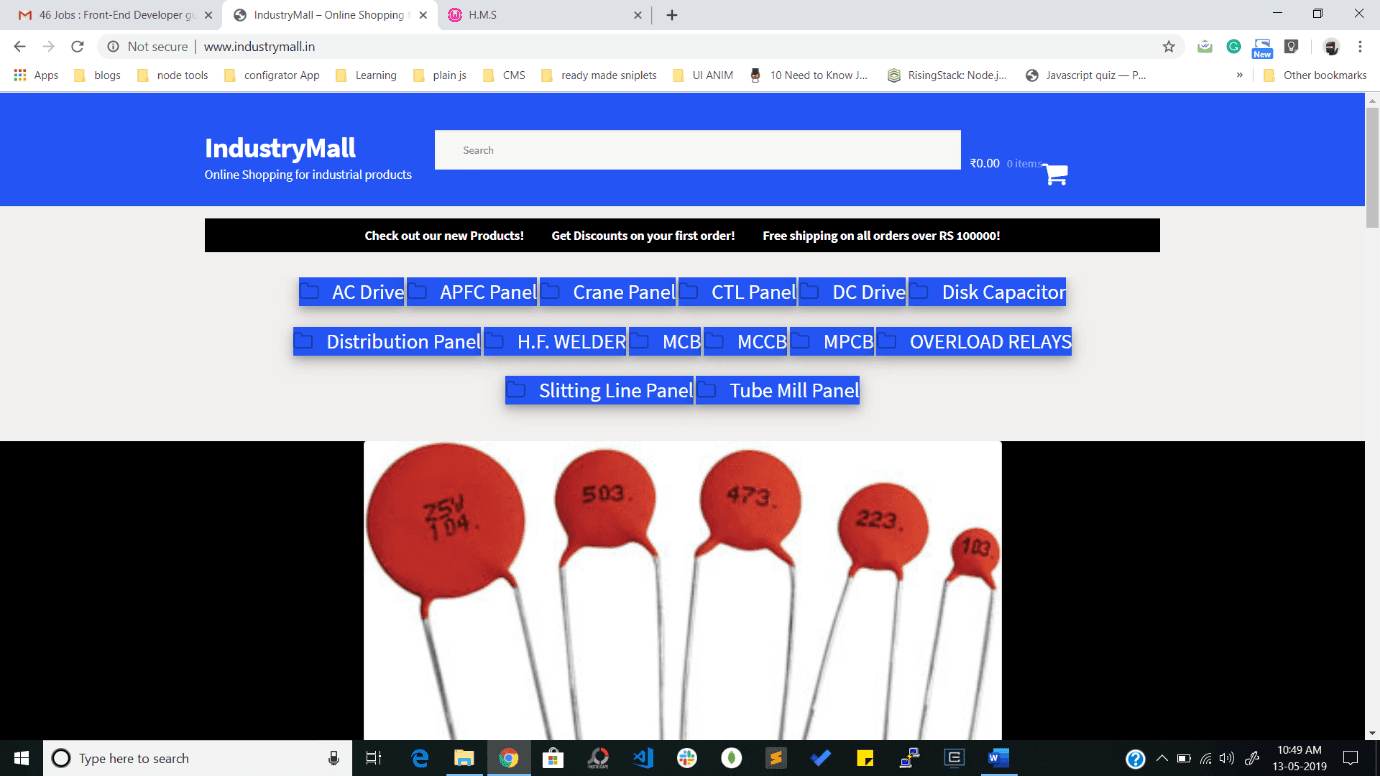 46 Jobs : Front-End Developer gu
IndustryMall – Online Shopping f
H.M.S
Not secure | www.industrymall.in
New
Apps blogs node tools configrator App Learning plain js CMS ready made sniplets UI ANIM 10 Need to Know J... RisingStack: Node.j... Javascript quiz — P... » Other bookmarks
IndustryMall
Online Shopping for industrial products
Search
₹0.00 0 items
Check out our new Products! Get Discounts on your first order! Free shipping on all orders over RS 100000!
AC Drive APFC Panel Crane Panel CTL Panel DC Drive Disk Capacitor
Distribution Panel H.F. WELDER MCB MCCB MPCB OVERLOAD RELAYS
Slitting Line Panel Tube Mill Panel
503. 473. 223. 103.
104.
Type here to search
10:49 AM
13-05-2019